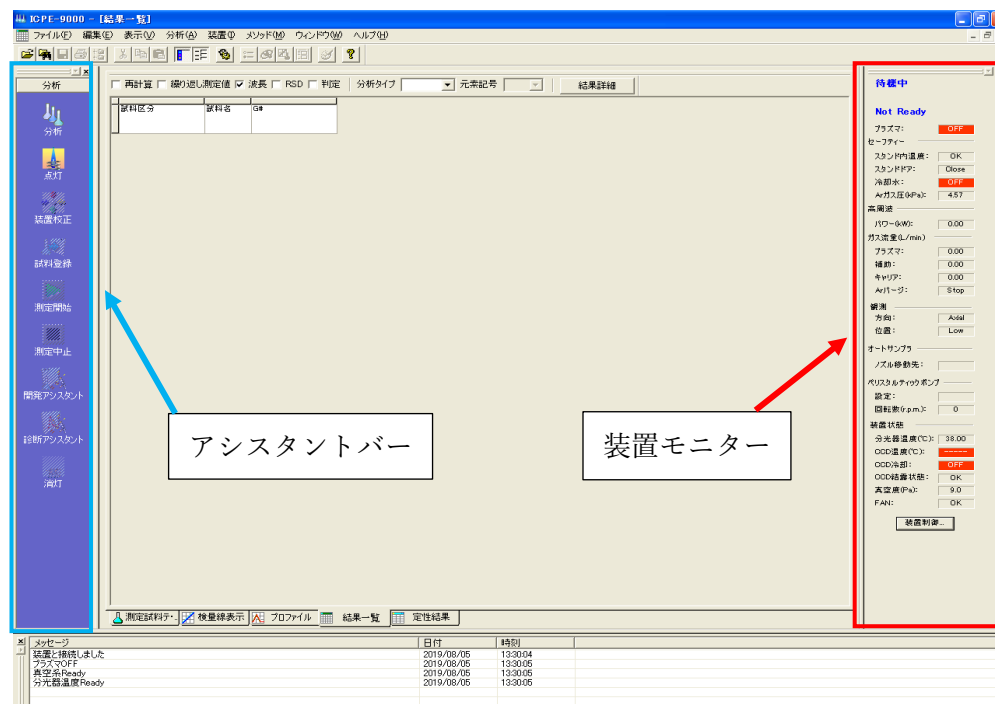 ICPE-9000 - [結果一覧]
ファイル(F) 編集(E) 表示(V) 分析(A) 装置(I) メソッド(M) ウィンドウ(W) ヘルプ(H)
分析
分析
点灯
装置校正
試料登録
測定開始
測定中止
開発アシスタント
診断アシスタント
消灯
再計算 繰り返し測定値 波長 RSD 判定 分析タイプ 元素記号 結果詳細
試料区分 試料名 G#
アシスタントバー
装置モニター
待機中
Not Ready
プラズマ: OFF
セーフティー
スタンド内温度: OK
スタンドドア: Close
冷却水: OFF
Arガス圧(kPa): 4.57
高周波
パワー(kW): 0.00
ガス流量(L/min)
プラズマ: 0.00
補助: 0.00
キャリア: 0.00
Arパージ: Stop
観測
方向: Axial
位置: Low
オートサンプラ
ノズル移動先:
ペリスタルティックポンプ
設定:
回転数(r.p.m.): 0
装置状態
分光器温度(℃): 38.00
CCD温度(℃): -----
CCD冷却: OFF
CCD結露状態: OK
真空度(Pa): 9.0
FAN: OK
装置制御...
測定試料テ.. 検量線表示 プロファイル 結果一覧 定性結果
メッセージ 日付 時刻
装置と接続しました 2019/08/05 13:30:04
プラズマOFF 2019/08/05 13:30:05
真空系Ready 2019/08/05 13:30:05
分光器温度Ready 2019/08/05 13:30:05